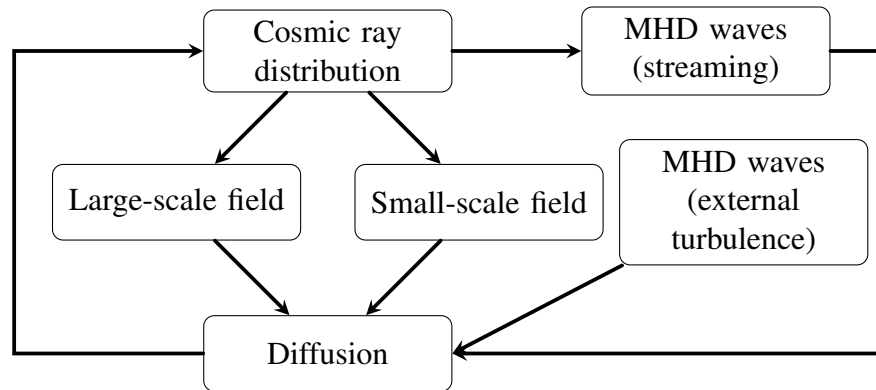 Cosmic ray
distribution
MHD waves
(streaming)
Large-scale field
Small-scale field
MHD waves
(external
turbulence)
Diffusion